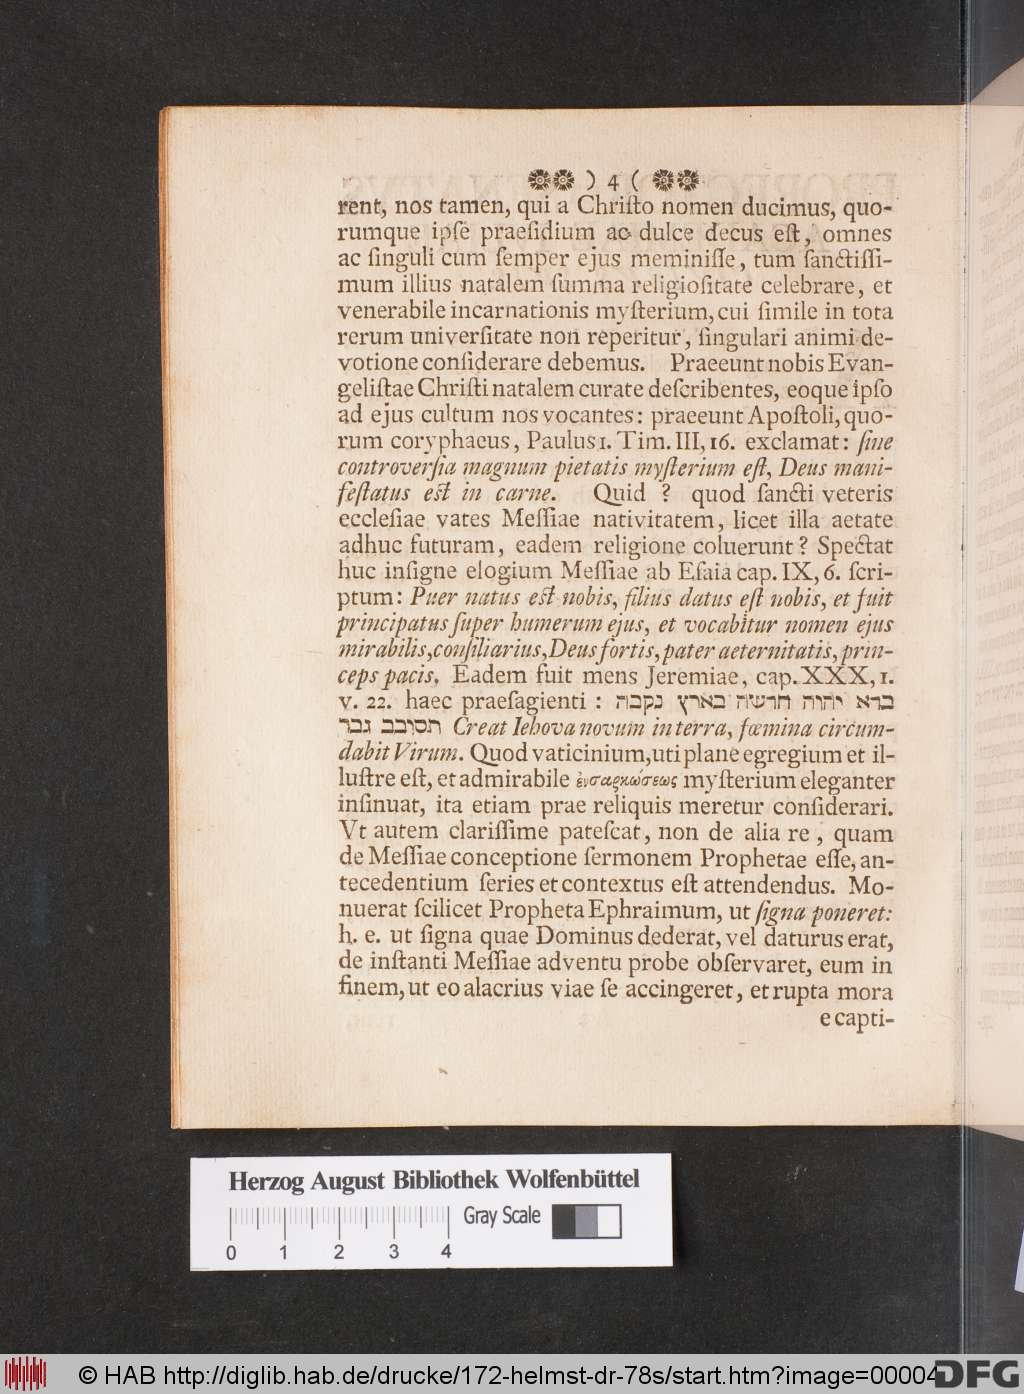 ) 4 (
rent, nos tamen, qui a Chriſto nomen ducimus, quo-
rumque ipſe praeſidium ac dulce decus eſt, omnes
ac ſinguli cum ſemper ejus meminiſſe, tum ſanctiſſi-
mum illius natalem ſumma religioſitate celebrare, et
venerabile incarnationis myſterium, cui ſimile in tota
rerum univerſitate non reperitur, ſingulari animi de-
votione conſiderare debemus. Praeeunt nobis Evan-
geliſtae Chriſti natalem curate deſcribentes, eoque ipſo
ad ejus cultum nos vocantes: praeeunt Apoſtoli, quo-
rum coryphaeus, Paulus 1. Tim. III, 16. exclamat: ſine
controverſia magnum pietatis myſterium eſt, Deus mani-
feſtatus eſt in carne. Quid ? quod ſancti veteris
eccleſiae vates Meſſiae nativitatem, licet illa aetate
adhuc futuram, eadem religione coluerunt? Spectat
huc inſigne elogium Meſſiae ab Eſaia cap. IX, 6. ſcri-
ptum: Puer natus eſt nobis, filius datus eſt nobis, et fuit
principatus ſuper humerum ejus, et vocabitur nomen ejus
mirabilis, conſiliarius, Deus fortis, pater aeternitatis, prin-
ceps pacis. Eadem fuit mens Jeremiae, cap. XXX, 1.
v. 22. haec praeſagienti : ברא יהוה חדשה בארץ נקבה
תסובב גבר Creat Iehova novum in terra, fœmina circum-
dabit Virum. Quod vaticinium, uti plane egregium et il-
luſtre eſt, et admirabile ἐνσαρκώσεως myſterium eleganter
inſinuat, ita etiam prae reliquis meretur conſiderari.
Vt autem clariſſime pateſcat, non de alia re, quam
de Meſſiae conceptione ſermonem Prophetae eſſe, an-
tecedentium ſeries et contextus eſt attendendus. Mo-
nuerat ſcilicet Propheta Ephraimum, ut ſigna poneret:
h. e. ut ſigna quae Dominus dederat, vel daturus erat,
de inſtanti Meſſiae adventu probe obſervaret, eum in
finem, ut eo alacrius viae ſe accingeret, et rupta mora
e capti-
Herzog August Bibliothek Wolfenbüttel
Gray Scale
0 1 2 3 4
© HAB http://diglib.hab.de/drucke/172-helmst-dr-78s/start.htm?image=00004
DFG